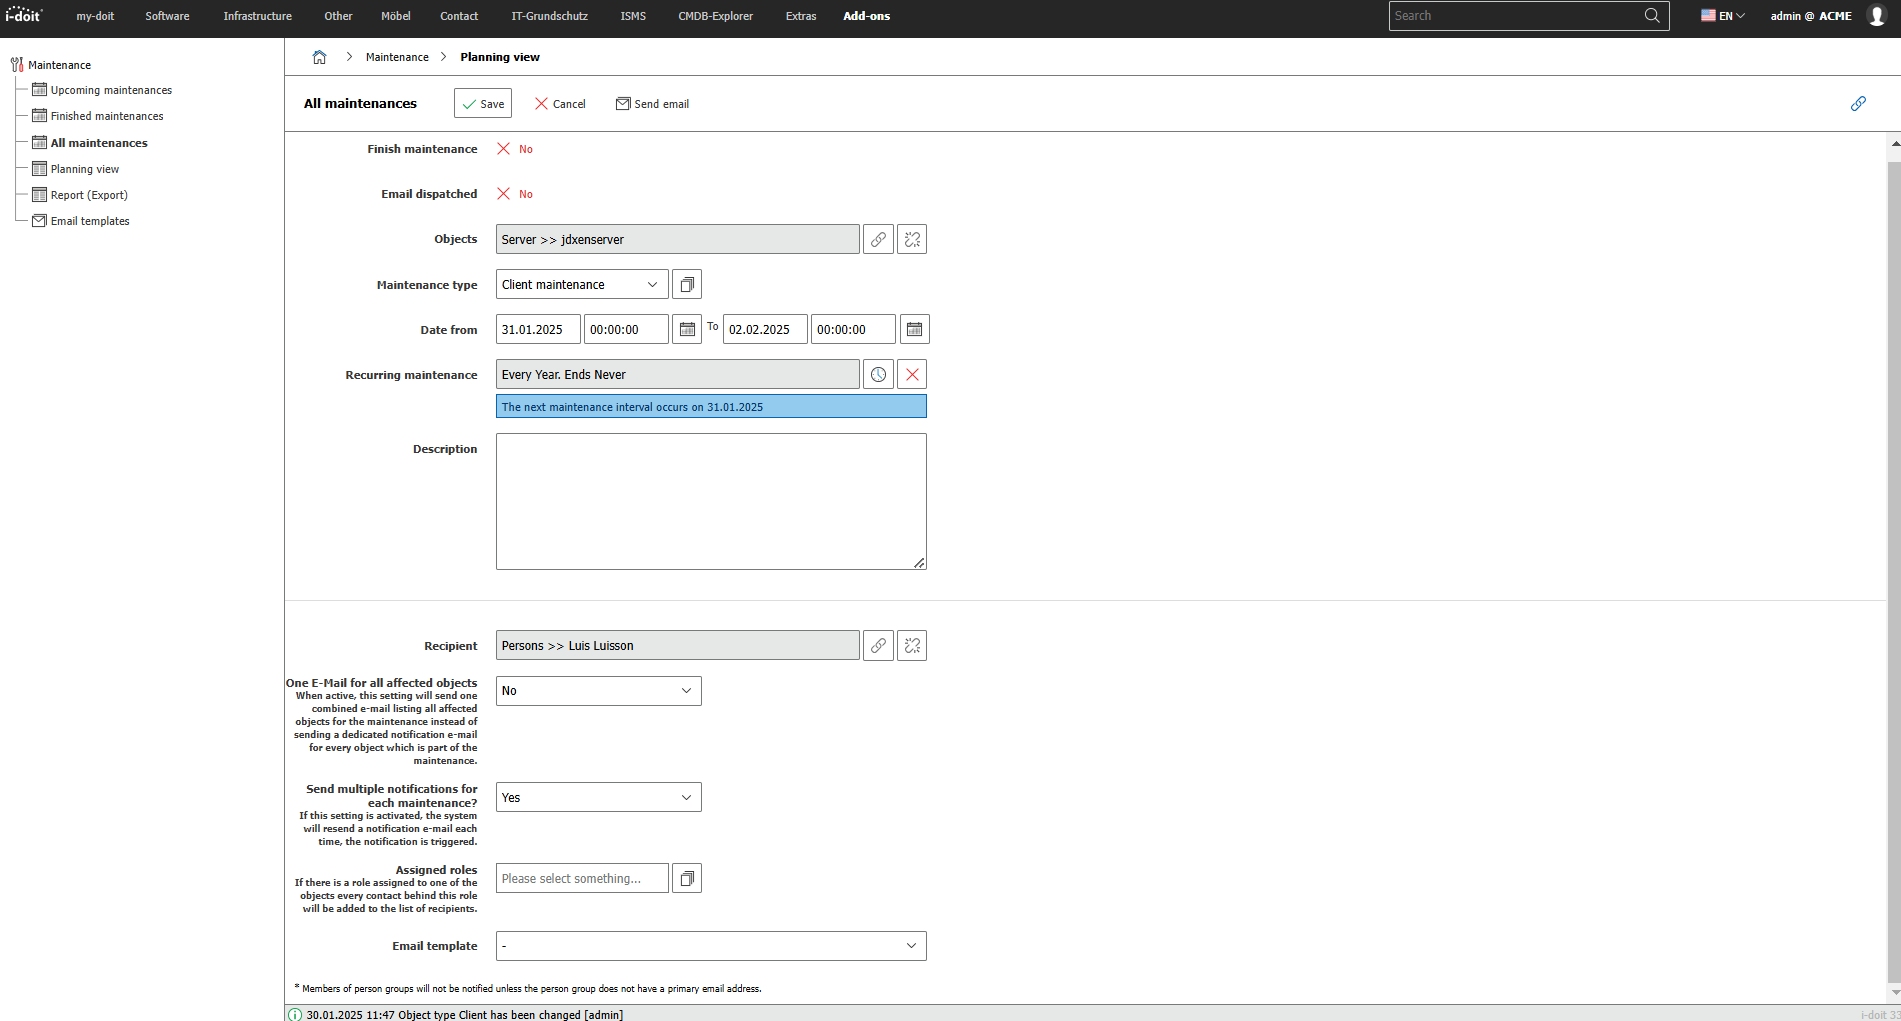 i-doit
my-doit
Software
Infrastructure
Other
Möbel
Contact
IT-Grundschutz
ISMS
CMDB-Explorer
Extras
Add-ons
Search
EN
admin @ ACME
Maintenance
Upcoming maintenances
Finished maintenances
All maintenances
Planning view
Report (Export)
Email templates
Maintenance
Planning view
All maintenances
Save
Cancel
Send email
Finish maintenance
No
Email dispatched
No
Objects
Server >> jdxenserver
Maintenance type
Client maintenance
Date from
31.01.2025
00:00:00
To
02.02.2025
00:00:00
Recurring maintenance
Every Year. Ends Never
The next maintenance interval occurs on 31.01.2025
Description
Recipient
Persons >> Luis Luisson
One E-Mail for all affected objects
When active, this setting will send one
combined e-mail listing all affected
objects for the maintenance instead of
sending a dedicated notification e-mail
for every object which is part of the
maintenance.
No
Send multiple notifications for
each maintenance?
If this setting is activated, the system
will resend a notification e-mail each
time, the notification is triggered.
Yes
Assigned roles
If there is a role assigned to one of the
objects every contact behind this role
will be added to the list of recipients.
Please select something...
Email template
-
* Members of person groups will not be notified unless the person group does not have a primary email address.
30.01.2025 11:47 Object type Client has been changed [admin]
i-doit